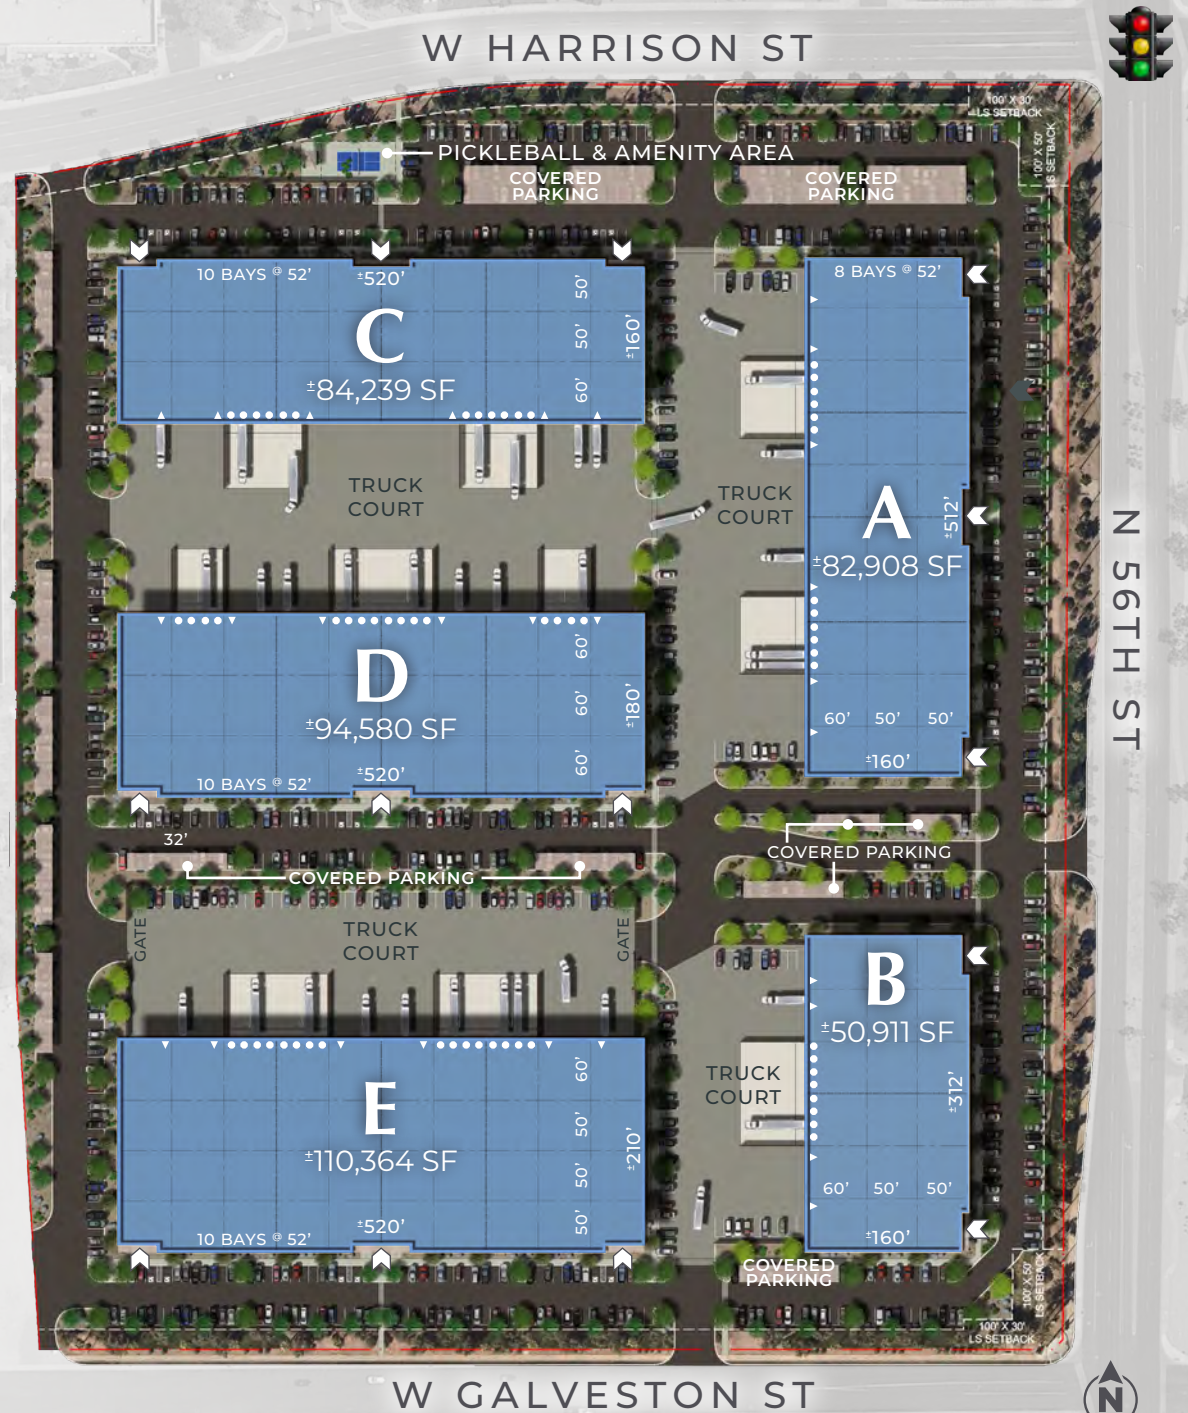 W HARRISON ST
100' X 30'
LS SETBACK
100' X 50'
LS SETBACK
PICKLEBALL & AMENITY AREA
COVERED
PARKING
COVERED
PARKING
10 BAYS @ 52'
±520'
50'
50'
60'
±160'
C
±84,239 SF
8 BAYS @ 52'
TRUCK
COURT
TRUCK
COURT
A
±512'
±82,908 SF
N 56TH ST
60'
60'
60'
±180'
D
±94,580 SF
10 BAYS @ 52'
±520'
60'
50'
50'
±160'
32'
COVERED PARKING
COVERED PARKING
GATE
TRUCK
COURT
GATE
B
±50,911 SF
±312'
TRUCK
COURT
60'
50'
50'
50'
±210'
E
±110,364 SF
10 BAYS @ 52'
±520'
60'
50'
50'
±160'
COVERED
PARKING
100' X 50'
LS SETBACK
100' X 30'
LS SETBACK
W GALVESTON ST
N